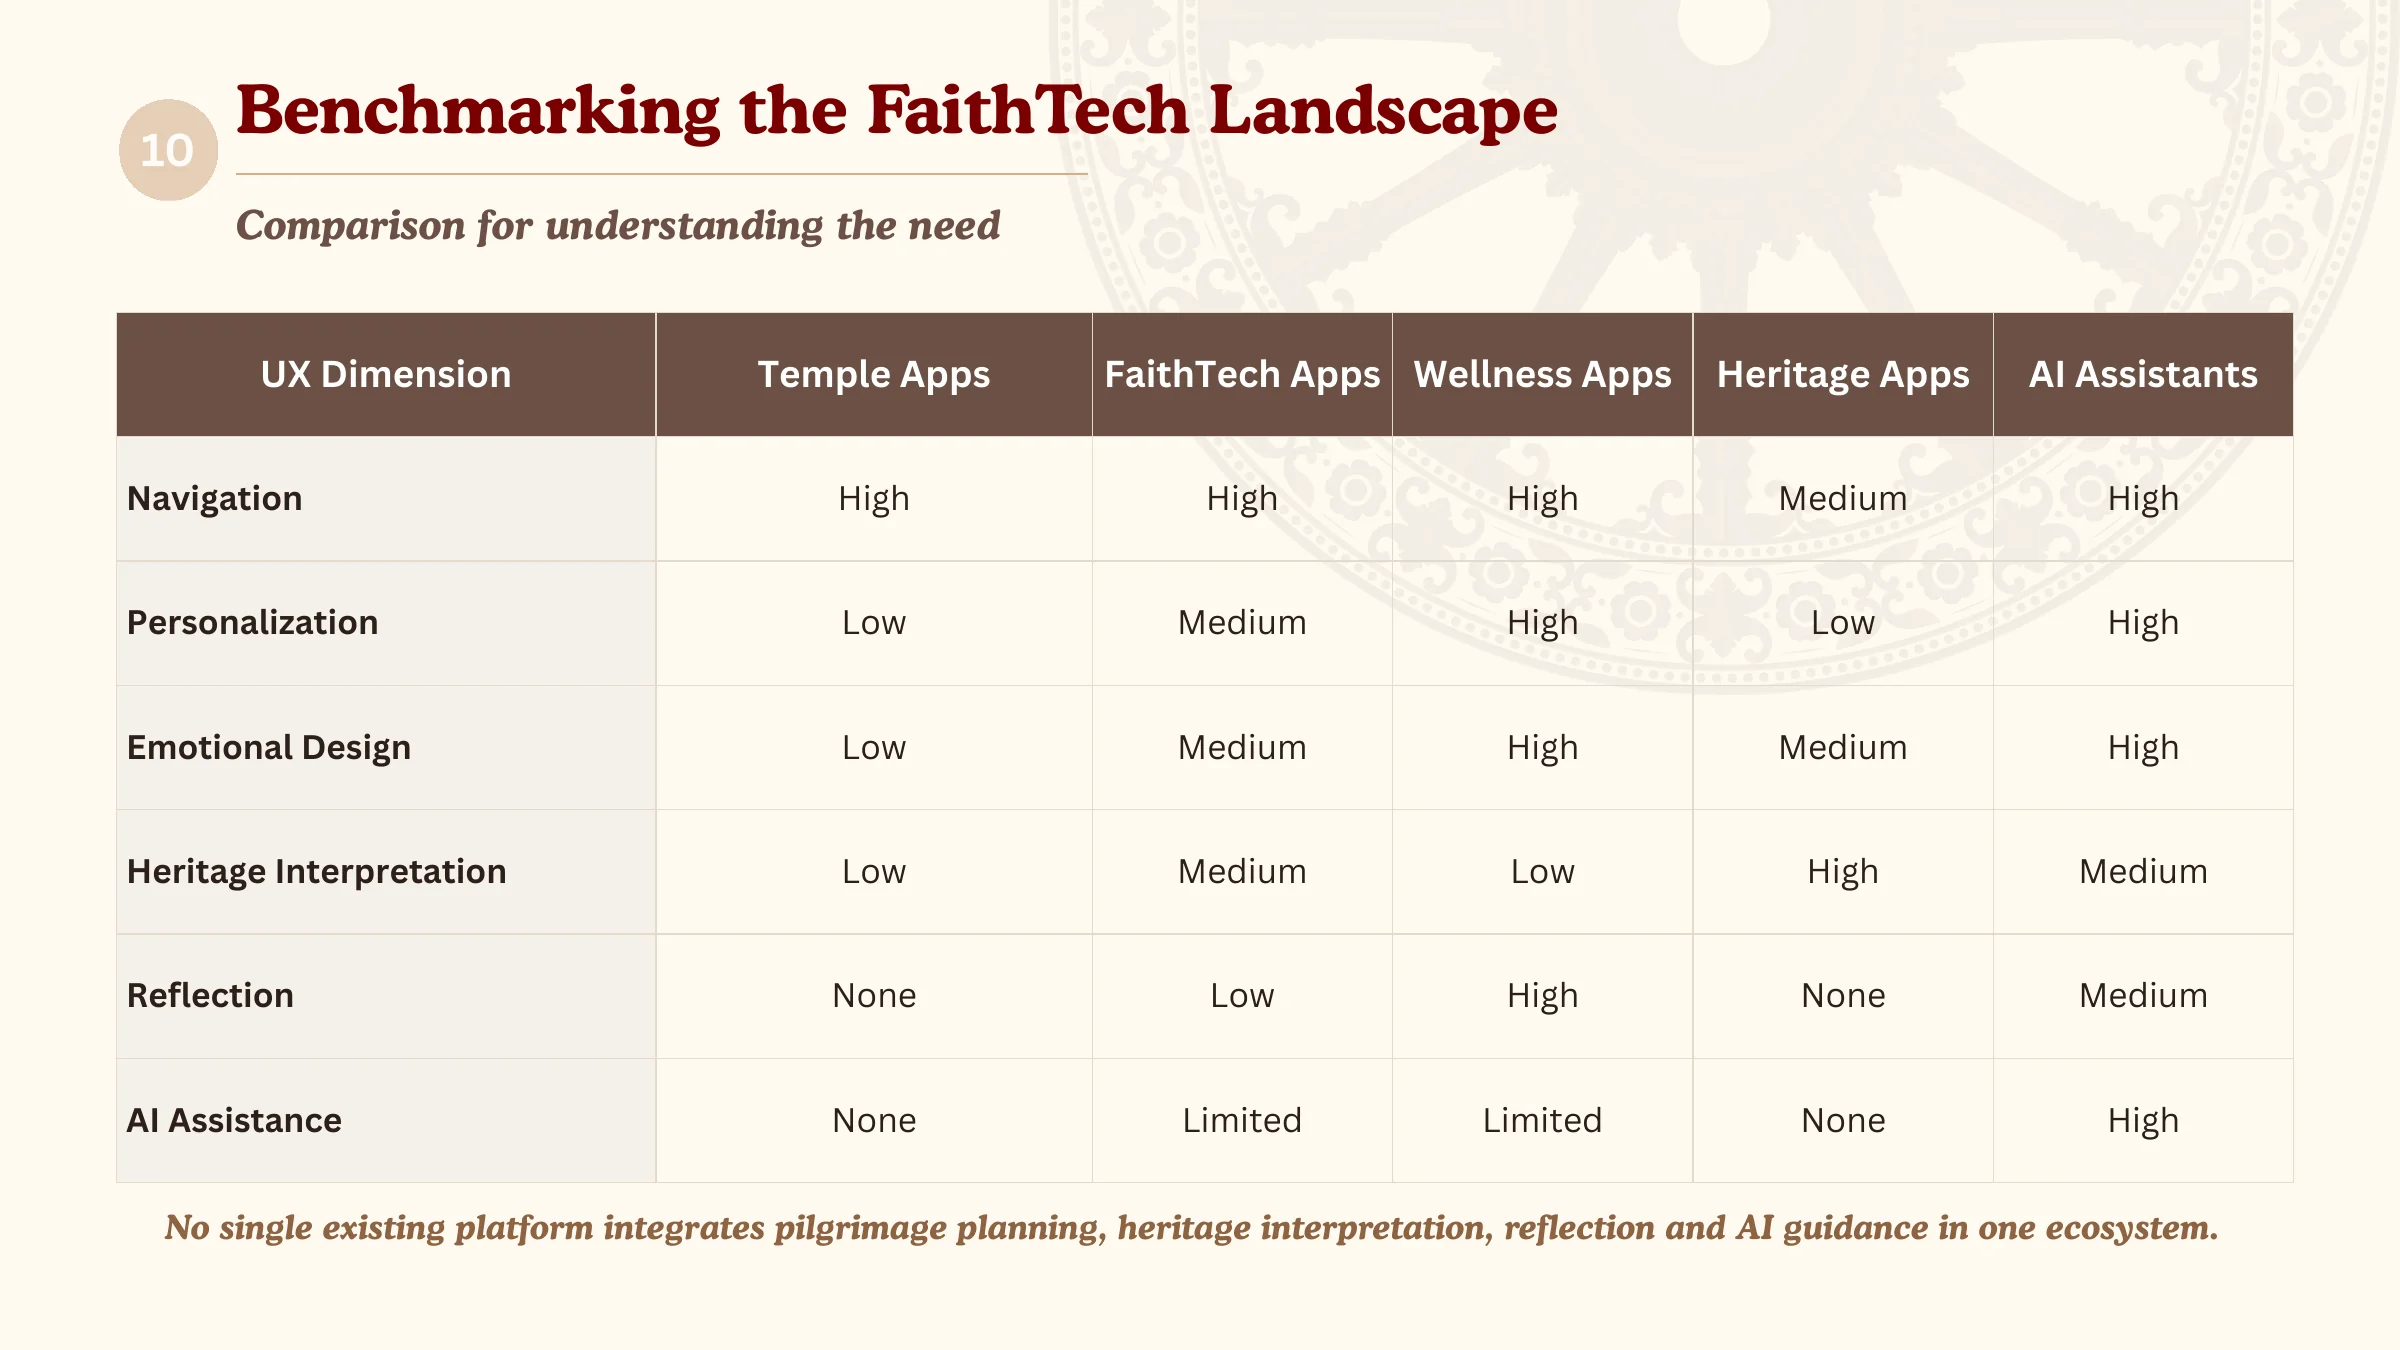 10
Benchmarking the FaithTech Landscape
Comparison for understanding the need
UX Dimension Temple Apps FaithTech Apps Wellness Apps Heritage Apps AI Assistants
Navigation High High High Medium High
Personalization Low Medium High Low High
Emotional Design Low Medium High Medium High
Heritage Interpretation Low Medium Low High Medium
Reflection None Low High None Medium
AI Assistance None Limited Limited None High
No single existing platform integrates pilgrimage planning, heritage interpretation, reflection and AI guidance in one ecosystem.